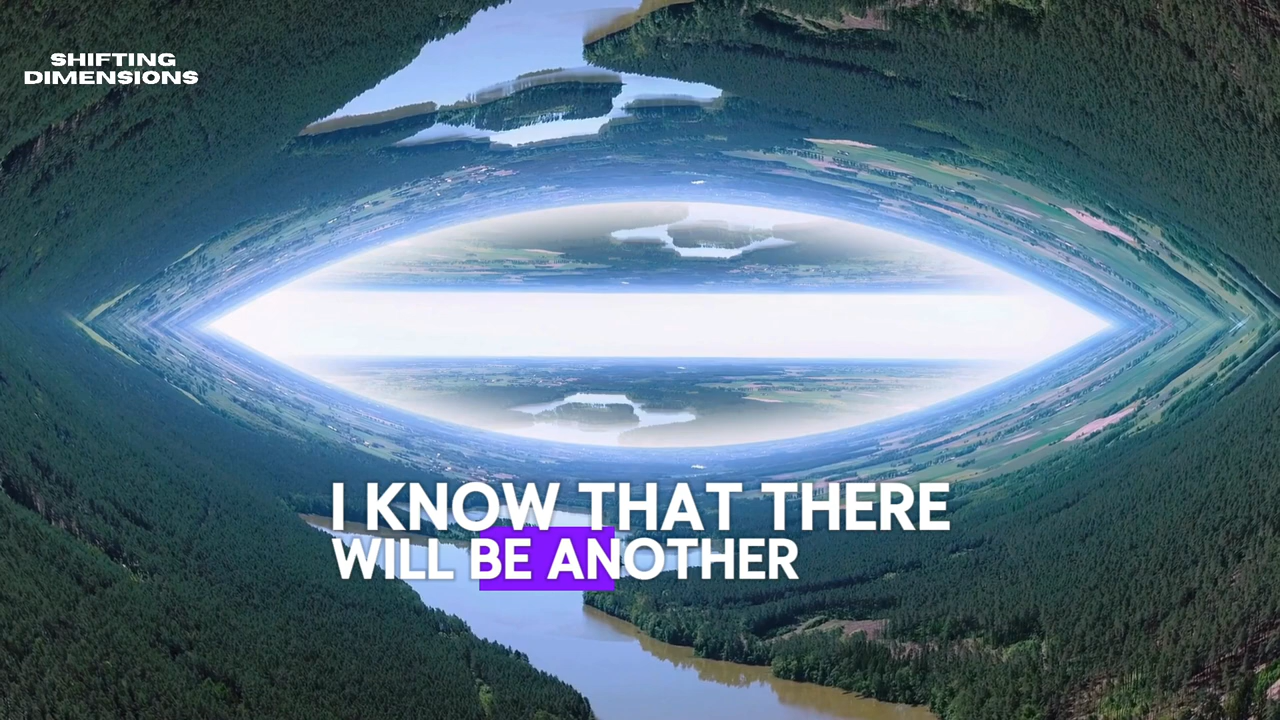 SHIFTING
DIMENSIONS
I KNOW THAT THERE
WILL BE ANOTHER